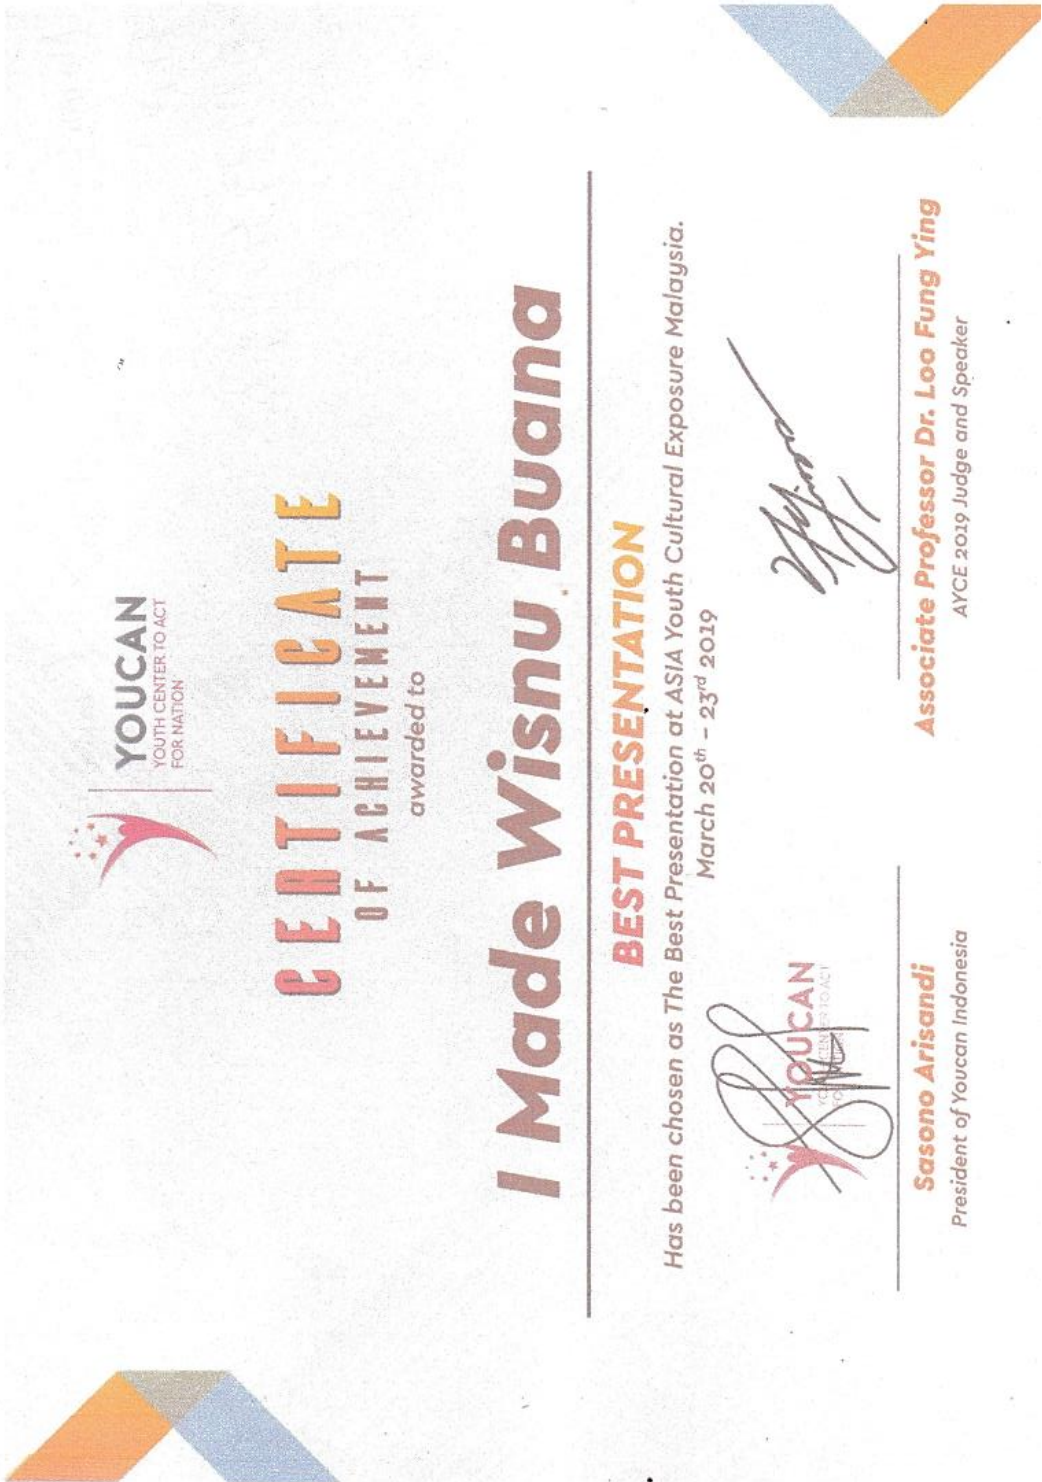 YOUCAN
YOUTH CENTER TO ACT
FOR NATION
CERTIFICATE
OF ACHIEVEMENT
awarded to
I Made Wisnu Buana
BEST PRESENTATION
Has been chosen as The Best Presentation at ASIA Youth Cultural Exposure Malaysia.
March 20th – 23rd 2019
YOUCAN
Sasono Arisandi
President of Youcan Indonesia
Associate Professor Dr. Loo Fung Ying
AYCE 2019 Judge and Speaker